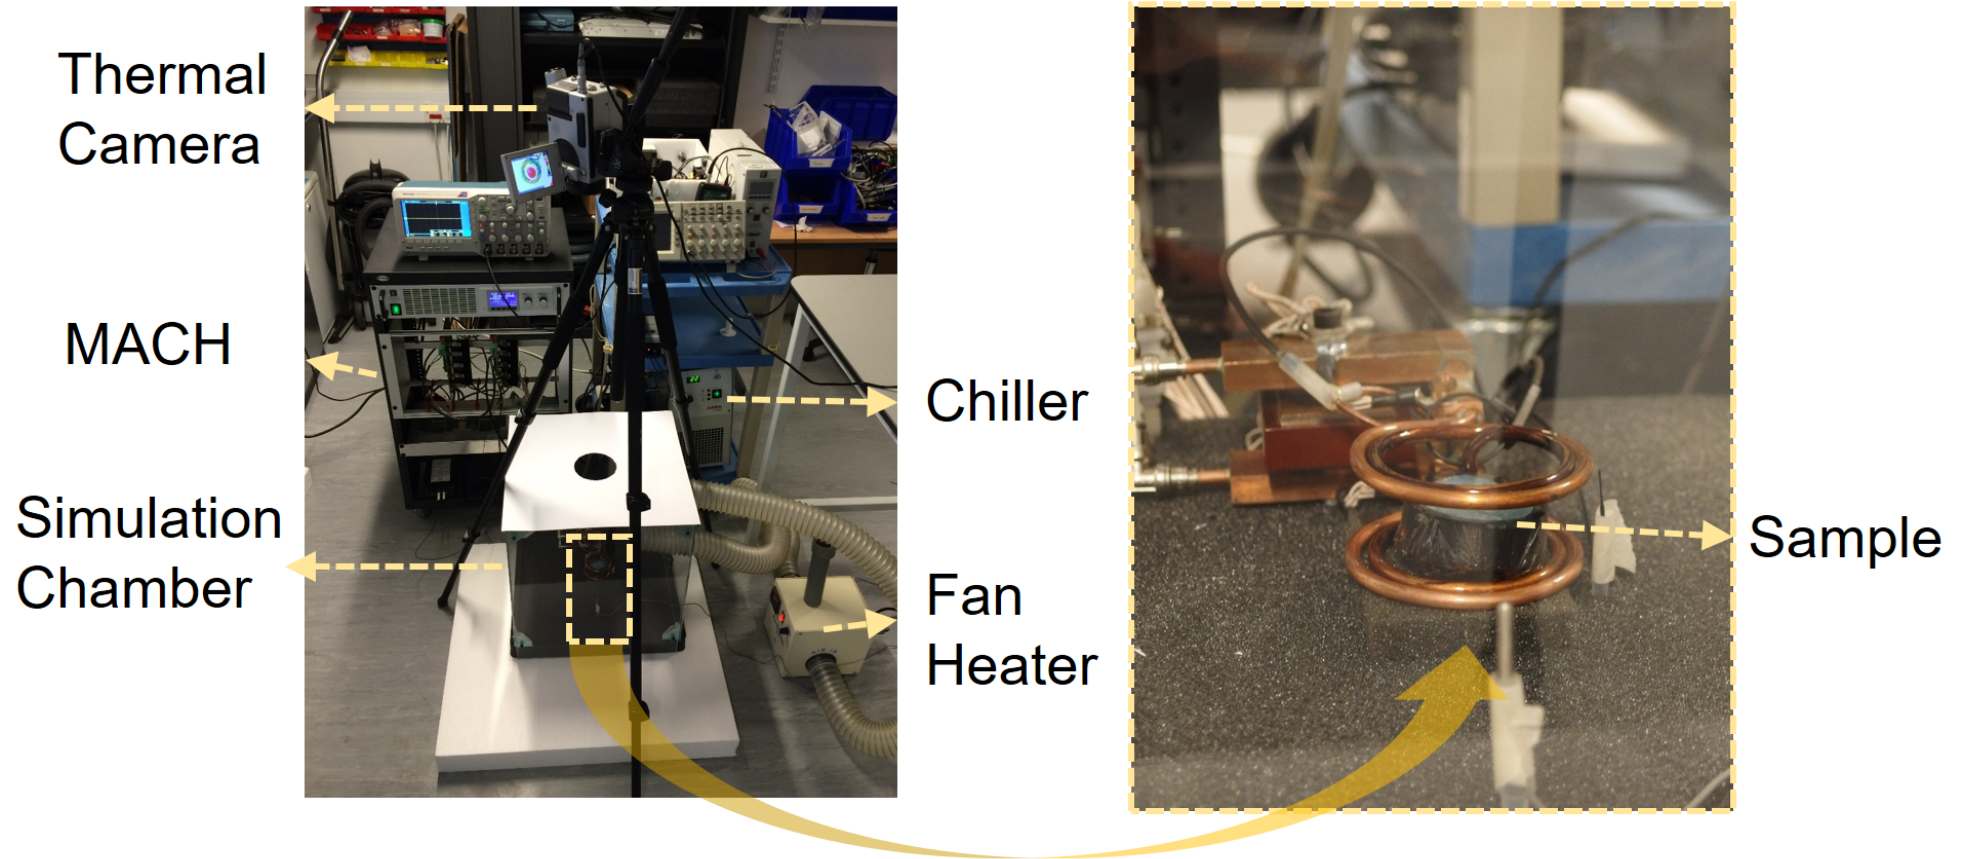 Thermal
Camera
MACH
Simulation
Chamber
Chiller
Fan
Heater
Sample